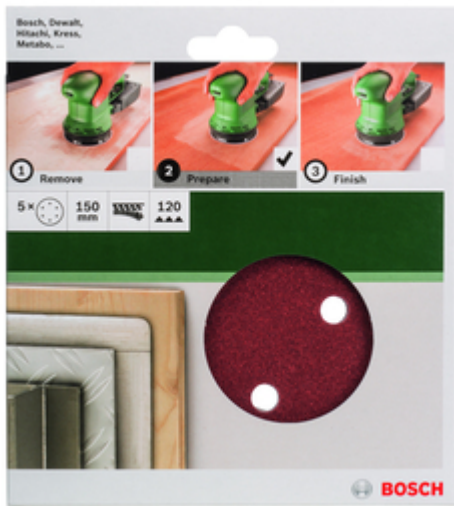 Bosch, Dewalt,
Hitachi, Kress,
Metabo, ...
1 Remove
2 Prepare
3 Finish
5×
150
mm
120
BOSCH